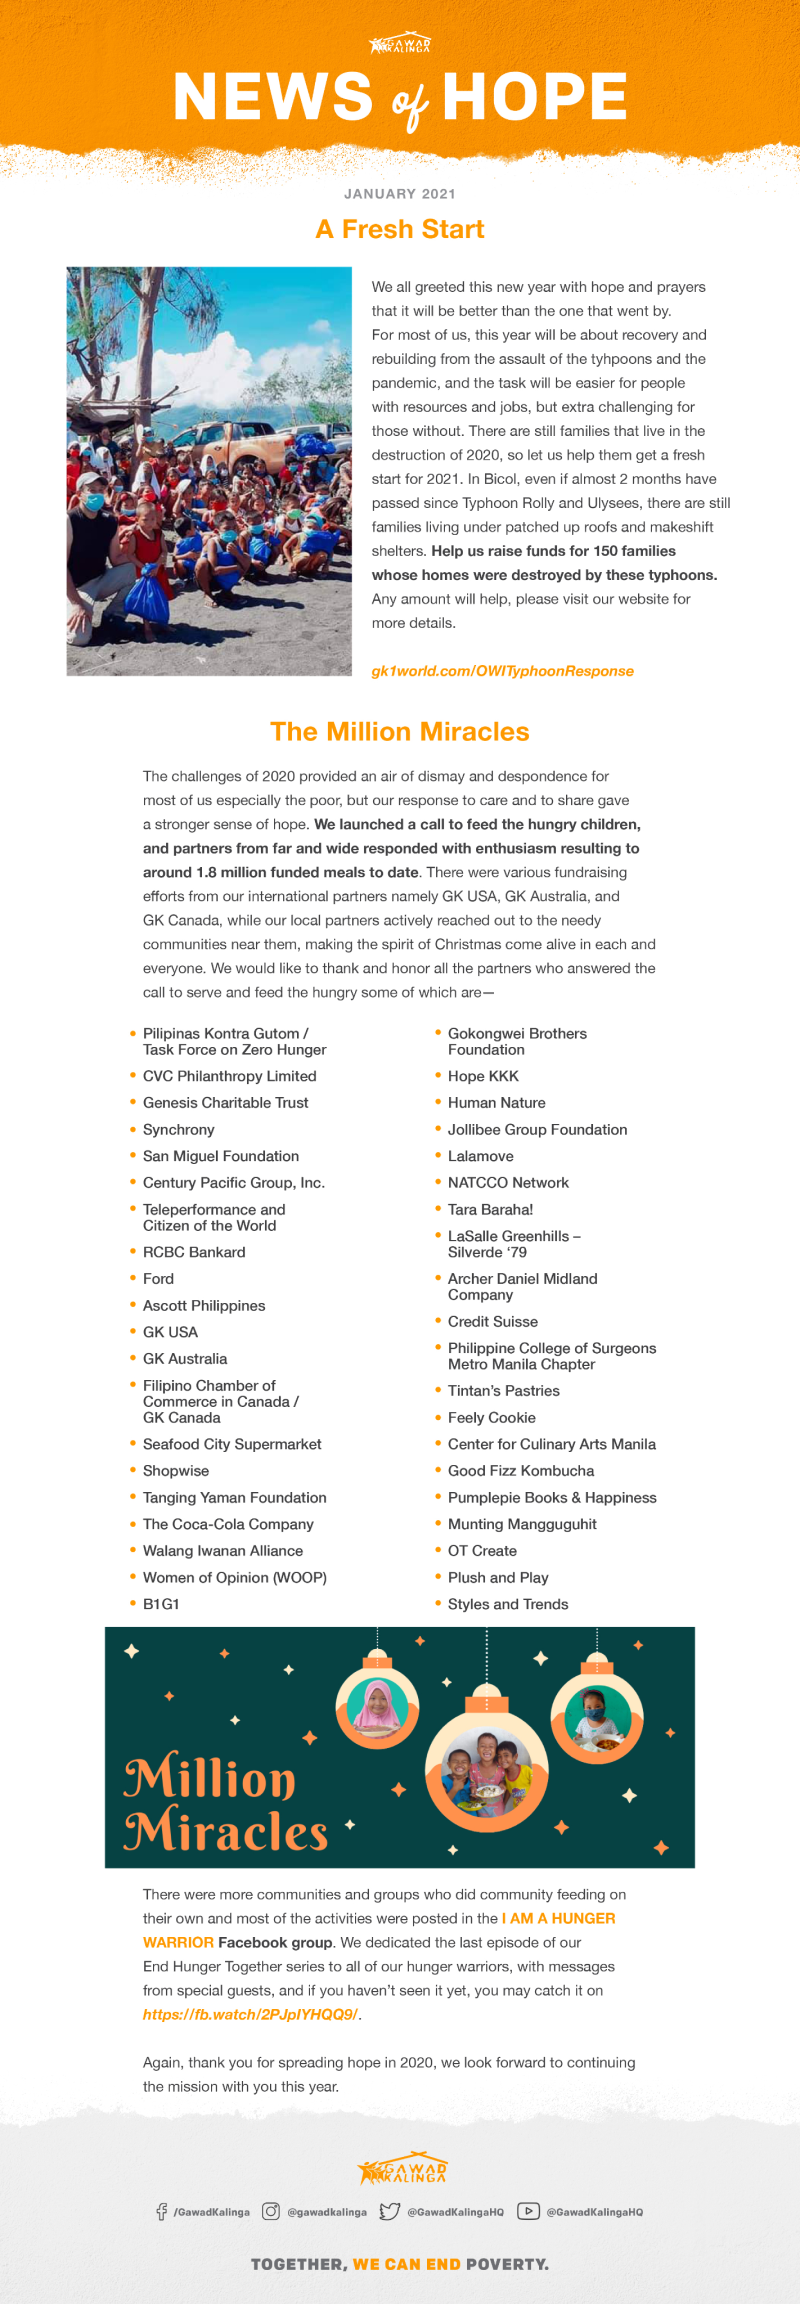 GAWAD
KALINGA
NEWS of HOPE
JANUARY 2021
A Fresh Start
We all greeted this new year with hope and prayers
that it will be better than the one that went by.
For most of us, this year will be about recovery and
rebuilding from the assault of the tyhpoons and the
pandemic, and the task will be easier for people
with resources and jobs, but extra challenging for
those without. There are still families that live in the
destruction of 2020, so let us help them get a fresh
start for 2021. In Bicol, even if almost 2 months have
passed since Typhoon Rolly and Ulysees, there are still
families living under patched up roofs and makeshift
shelters. Help us raise funds for 150 families
whose homes were destroyed by these typhoons.
Any amount will help, please visit our website for
more details.
gk1world.com/OWITyphoonResponse
The Million Miracles
The challenges of 2020 provided an air of dismay and despondence for
most of us especially the poor, but our response to care and to share gave
a stronger sense of hope. We launched a call to feed the hungry children,
and partners from far and wide responded with enthusiasm resulting to
around 1.8 million funded meals to date. There were various fundraising
efforts from our international partners namely GK USA, GK Australia, and
GK Canada, while our local partners actively reached out to the needy
communities near them, making the spirit of Christmas come alive in each and
everyone. We would like to thank and honor all the partners who answered the
call to serve and feed the hungry some of which are—
• Pilipinas Kontra Gutom /
Task Force on Zero Hunger
• CVC Philanthropy Limited
• Genesis Charitable Trust
• Synchrony
• San Miguel Foundation
• Century Pacific Group, Inc.
• Teleperformance and
Citizen of the World
• RCBC Bankard
• Ford
• Ascott Philippines
• GK USA
• GK Australia
• Filipino Chamber of
Commerce in Canada /
GK Canada
• Seafood City Supermarket
• Shopwise
• Tanging Yaman Foundation
• The Coca-Cola Company
• Walang Iwanan Alliance
• Women of Opinion (WOOP)
• B1G1
• Gokongwei Brothers
Foundation
• Hope KKK
• Human Nature
• Jollibee Group Foundation
• Lalamove
• NATCCO Network
• Tara Baraha!
• LaSalle Greenhills –
Silverde ‘79
• Archer Daniel Midland
Company
• Credit Suisse
• Philippine College of Surgeons
Metro Manila Chapter
• Tintan’s Pastries
• Feely Cookie
• Center for Culinary Arts Manila
• Good Fizz Kombucha
• Pumplepie Books & Happiness
• Munting Mangguguhit
• OT Create
• Plush and Play
• Styles and Trends
Million
Miracles
There were more communities and groups who did community feeding on
their own and most of the activities were posted in the I AM A HUNGER
WARRIOR Facebook group. We dedicated the last episode of our
End Hunger Together series to all of our hunger warriors, with messages
from special guests, and if you haven’t seen it yet, you may catch it on
https://fb.watch/2PJpIYHQQ9/.
Again, thank you for spreading hope in 2020, we look forward to continuing
the mission with you this year.
GAWAD
KALINGA
/GawadKalinga @gawadkalinga @GawadKalingaHQ @GawadKalingaHQ
TOGETHER, WE CAN END POVERTY.